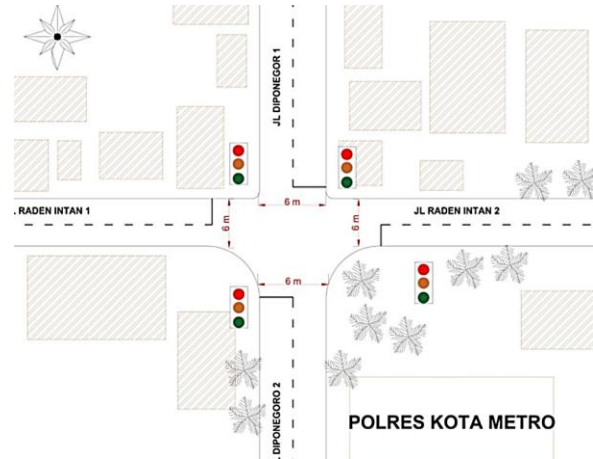 JL DIPONEGOR 1
6 m
. RADEN INTAN 1
6 m
6 m
JL RADEN INTAN 2
6 m
DIPONEGORO 2
POLRES KOTA METRO